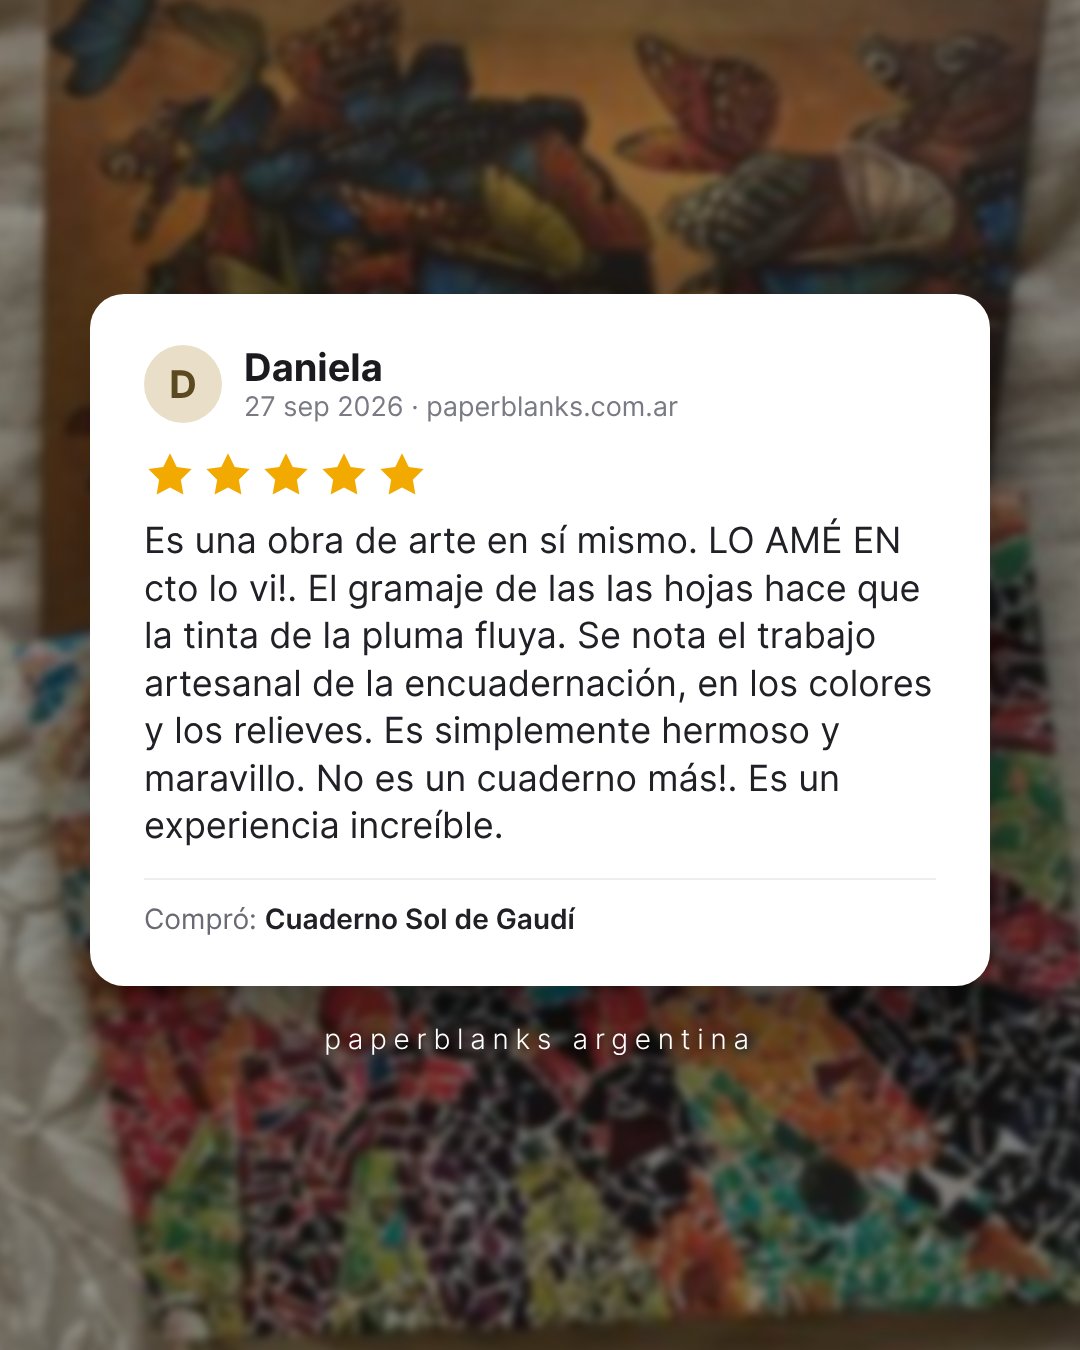 D
Daniela
27 sep 2026 · paperblanks.com.ar
Es una obra de arte en sí mismo. LO AMÉ EN
cto lo vi!. El gramaje de las las hojas hace que
la tinta de la pluma fluya. Se nota el trabajo
artesanal de la encuadernación, en los colores
y los relieves. Es simplemente hermoso y
maravillo. No es un cuaderno más!. Es un
experiencia increíble.
Compró: Cuaderno Sol de Gaudí
paperblanks argentina